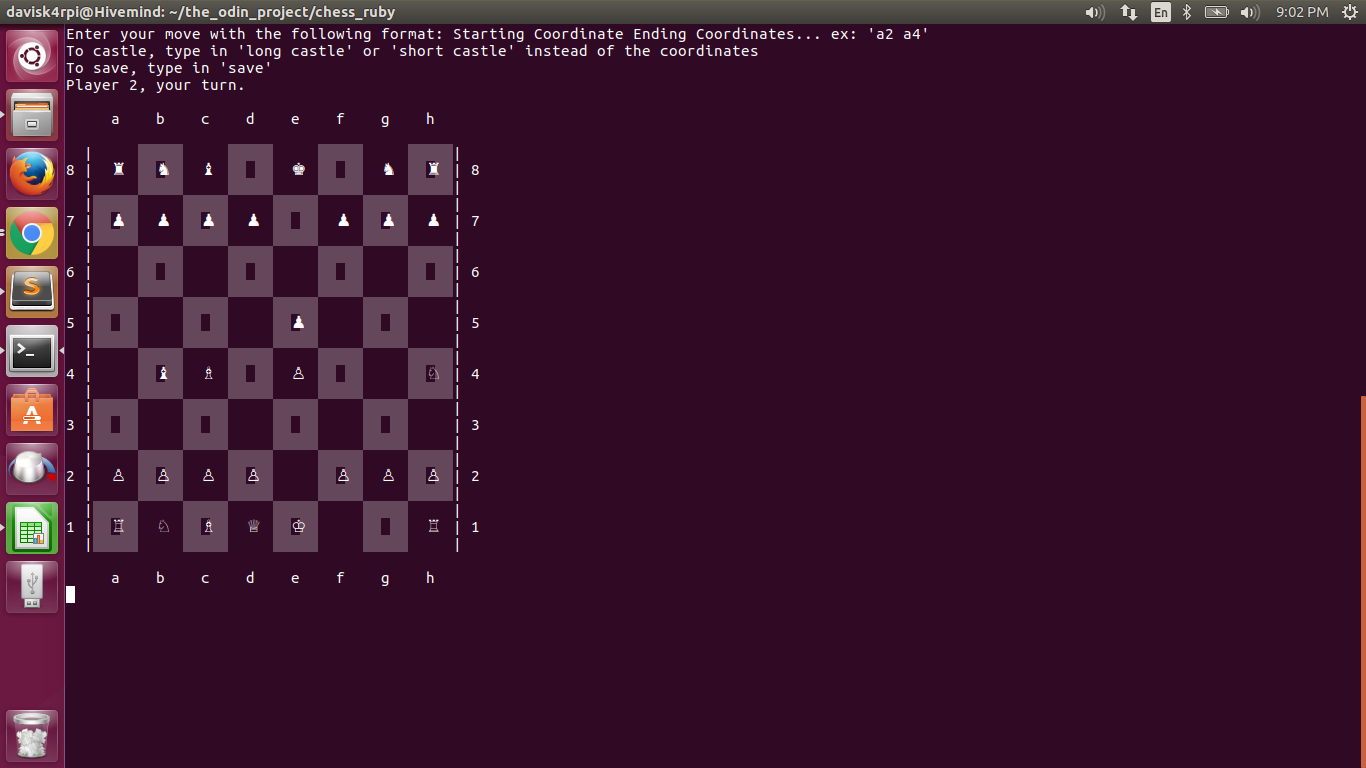 davisk4rpi@Hivemind: ~/the_odin_project/chess_ruby
En
9:02 PM
Enter your move with the following format: Starting Coordinate Ending Coordinates... ex: 'a2 a4'
To castle, type in 'long castle' or 'short castle' instead of the coordinates
To save, type in 'save'
Player 2, your turn.
a b c d e f g h
8 | ♜ ♞ ♝ ♚ ♞ ♜ | 8
7 | ♟ ♟ ♟ ♟ ♟ ♟ ♟ | 7
6 | | 6
5 | ♟ | 5
4 | ♝ ♗ ♙ ♘ | 4
3 | | 3
2 | ♙ ♙ ♙ ♙ ♙ ♙ ♙ | 2
1 | ♖ ♘ ♗ ♕ ♔ ♖ | 1
a b c d e f g h